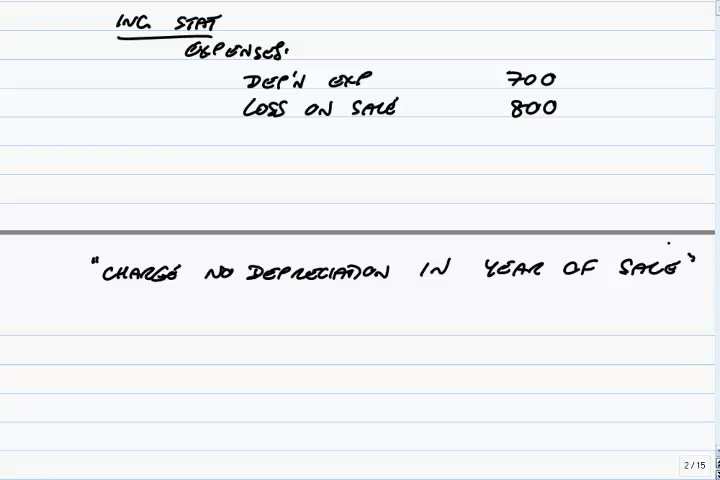 INC. STAT
EXPENSES.
DEP'N EXP 700
LOSS ON SALE 800
"CHARGE NO DEPRECIATION IN YEAR OF SALE"
2 / 15